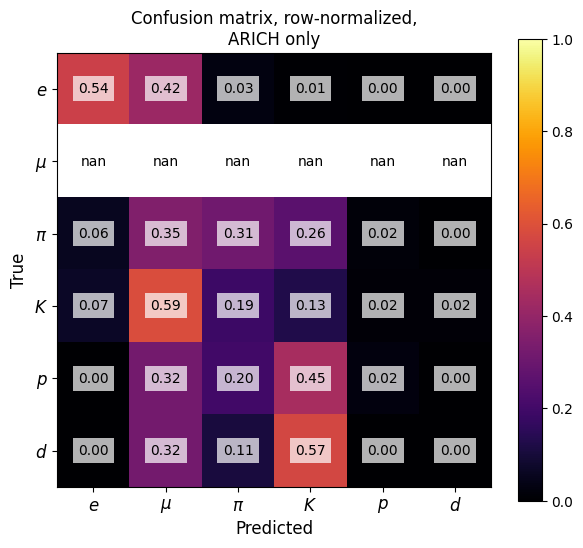 Confusion matrix, row-normalized,
ARICH only
True
e 0.54 0.42 0.03 0.01 0.00 0.00
μ nan nan nan nan nan nan
π 0.06 0.35 0.31 0.26 0.02 0.00
K 0.07 0.59 0.19 0.13 0.02 0.02
p 0.00 0.32 0.20 0.45 0.02 0.00
d 0.00 0.32 0.11 0.57 0.00 0.00
e μ π K p d
Predicted
1.0
0.8
0.6
0.4
0.2
0.0